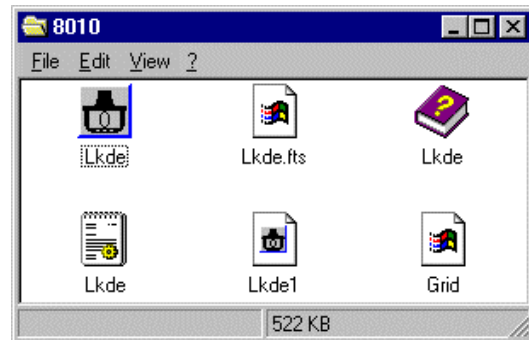 8010
File Edit View ?
Lkde Lkde.fts Lkde
Lkde Lkde1 Grid
522 KB